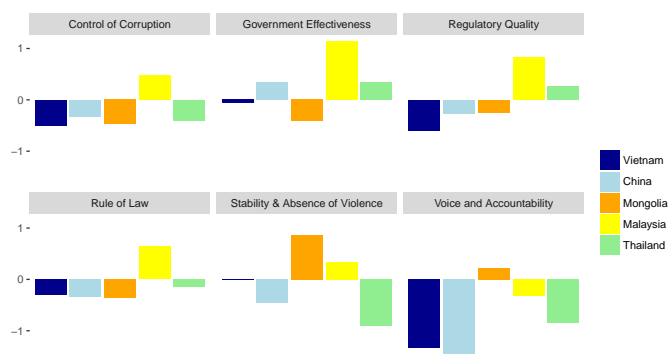 Control of Corruption
Government Effectiveness
Regulatory Quality
1
0
−1
Rule of Law
Stability & Absence of Violence
Voice and Accountability
1
0
−1
Vietnam
China
Mongolia
Malaysia
Thailand